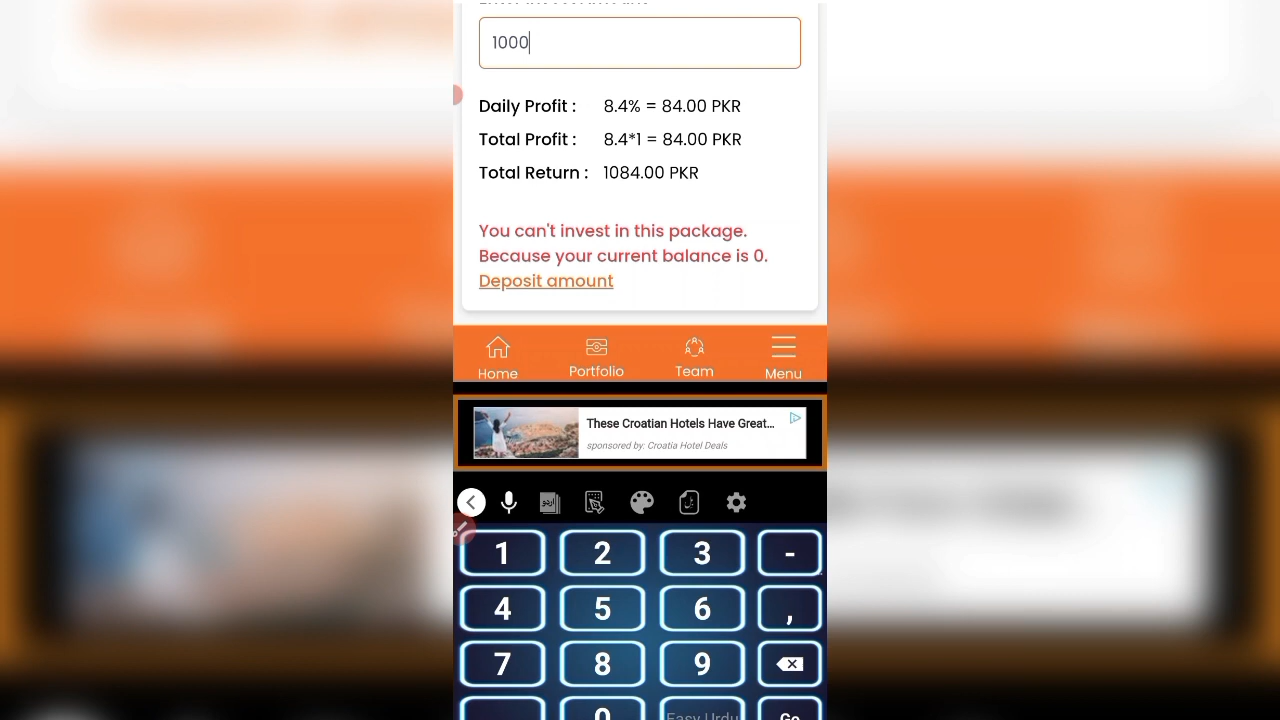 1000
Daily Profit : 8.4% = 84.00 PKR
Total Profit : 8.4*1 = 84.00 PKR
Total Return : 1084.00 PKR
You can't invest in this package.
Because your current balance is 0.
Deposit amount
Home Portfolio Team Menu
These Croatian Hotels Have Great...
sponsored by: Croatia Hotel Deals
اردو
1 2 3 -
4 5 6 ,
7 8 9
0 Easy Urdu Go